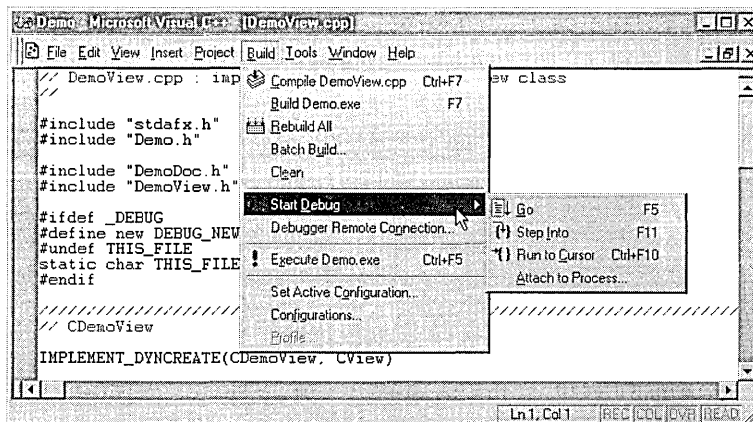 Demo - Microsoft Visual C++ - [DemoView.cpp]
File Edit View Insert Project Build Tools Window Help
// DemoView.cpp : imp
ew class
//
#include "stdafx.h"
#include "Demo.h"
#include "DemoDoc.h"
#include "DemoView.h"
#ifdef _DEBUG
#define new DEBUG_NEW
#undef THIS_FILE
static char THIS_FILE
#endif
// CDemoView
IMPLEMENT_DYNCREATE(CDemoView, CView)
Compile DemoView.cpp Ctrl+F7
Build Demo.exe F7
Rebuild All
Batch Build...
Clean
Start Debug
Debugger Remote Connection...
Execute Demo.exe Ctrl+F5
Set Active Configuration...
Configurations...
Profile
Go F5
Step Into F11
Run to Cursor Ctrl+F10
Attach to Process...
Ln 1, Col 1 REC COL OVR READ